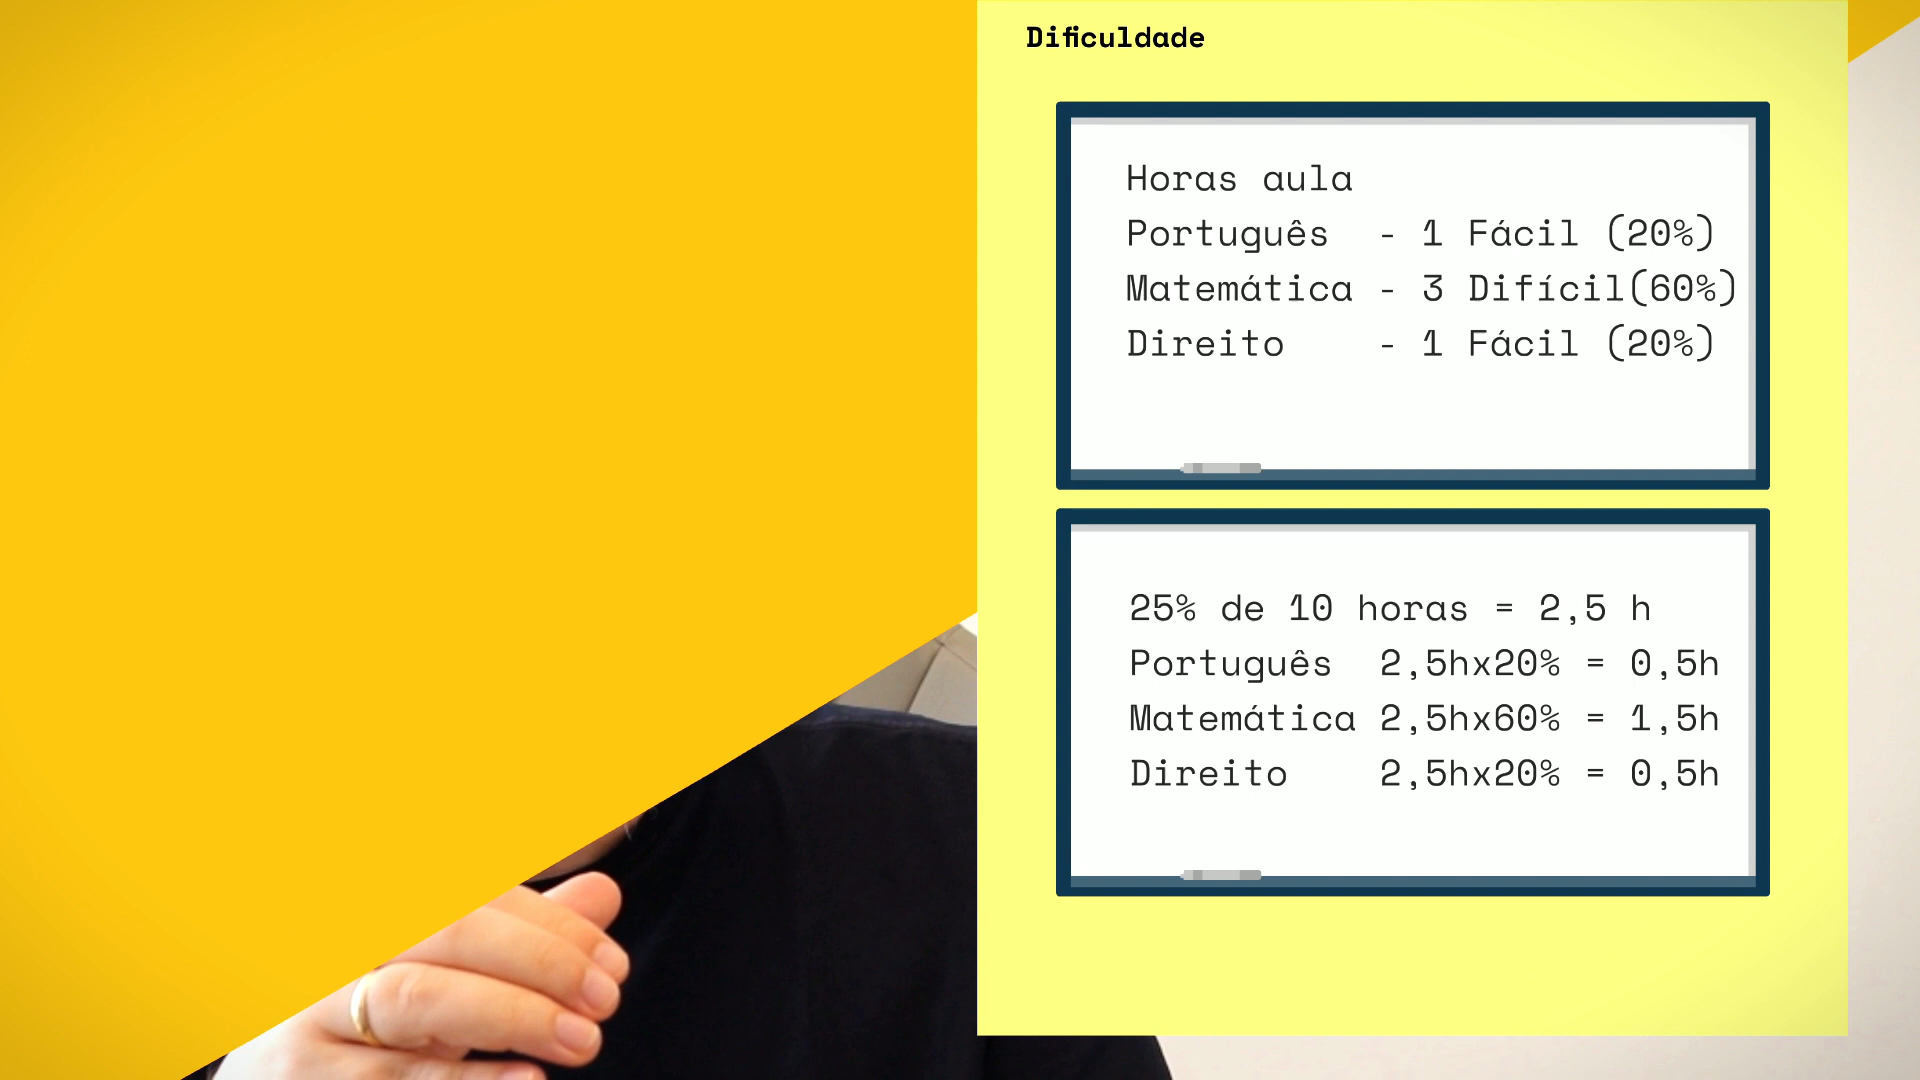 Dificuldade
Horas aula
Português - 1 Fácil (20%)
Matemática - 3 Difícil(60%)
Direito - 1 Fácil (20%)
25% de 10 horas = 2,5 h
Português 2,5hx20% = 0,5h
Matemática 2,5hx60% = 1,5h
Direito 2,5hx20% = 0,5h